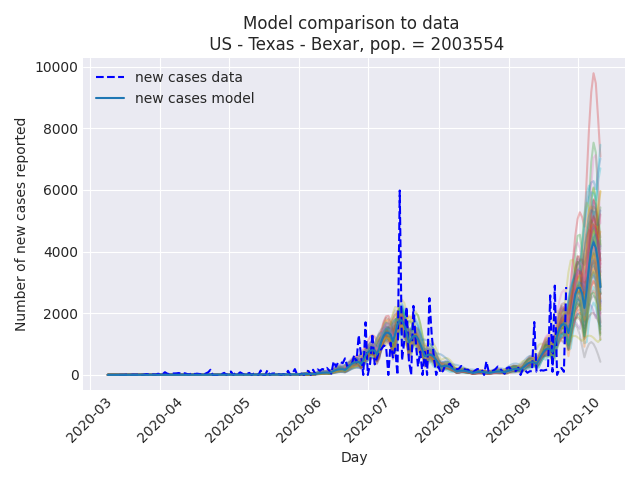 Model comparison to data
US - Texas - Bexar, pop. = 2003554
new cases data
new cases model
Number of new cases reported
10000
8000
6000
4000
2000
0
2020-03
2020-04
2020-05
2020-06
2020-07
2020-08
2020-09
2020-10
Day